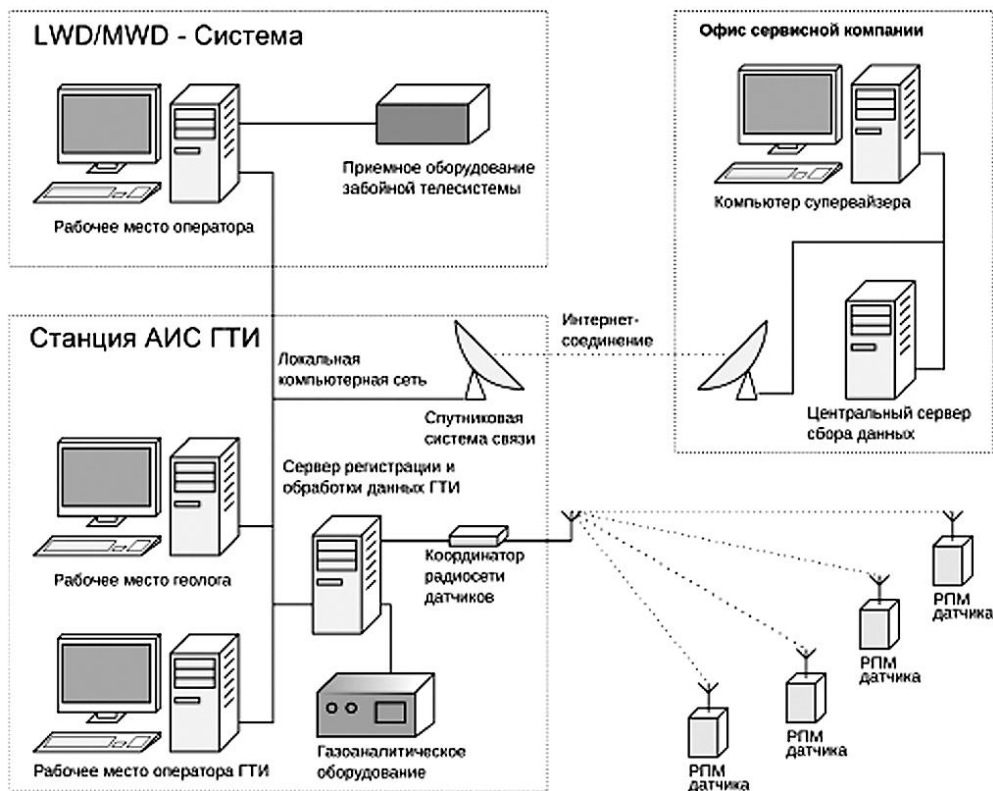 LWD/MWD - Система
Приемное оборудование
забойной телесистемы
Рабочее место оператора
Офис сервисной компании
Компьютер супервайзера
Центральный сервер
сбора данных
Интернет-
соединение
Станция АИС ГТИ
Локальная
компьютерная сеть
Спутниковая
система связи
Сервер регистрации и
обработки данных ГТИ
Рабочее место геолога
Координатор
радиосети
датчиков
Рабочее место оператора ГТИ
Газоаналитическое
оборудование
РПМ
датчика
РПМ
датчика
РПМ
датчика
РПМ
датчика